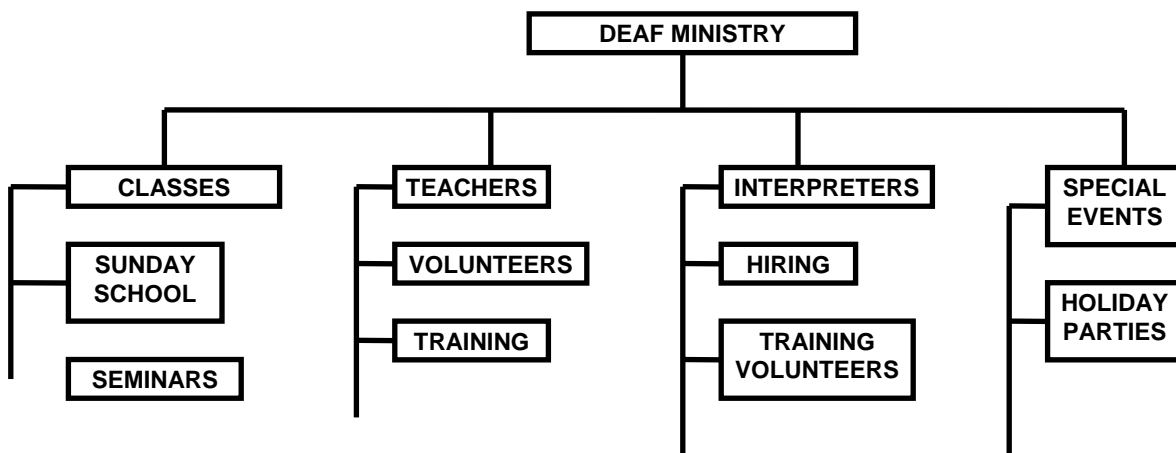 DEAF MINISTRY
CLASSES
SUNDAY
SCHOOL
SEMINARS
TEACHERS
VOLUNTEERS
TRAINING
INTERPRETERS
HIRING
TRAINING
VOLUNTEERS
SPECIAL
EVENTS
HOLIDAY
PARTIES